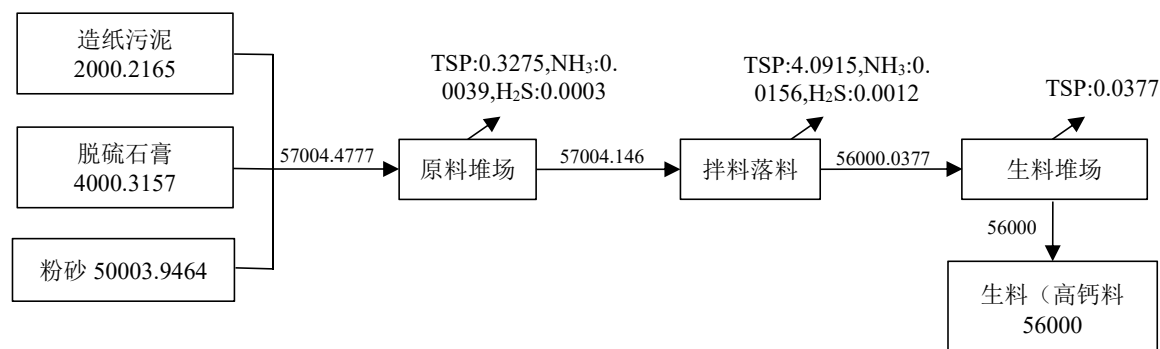 造纸污泥
2000.2165
脱硫石膏
4000.3157
粉砂 50003.9464
57004.4777
TSP:0.3275,NH₃:0.
0039,H₂S:0.0003
原料堆场
57004.146
TSP:4.0915,NH₃:0.
0156,H₂S:0.0012
拌料落料
56000.0377
TSP:0.0377
生料堆场
56000
生料（高钙料
56000